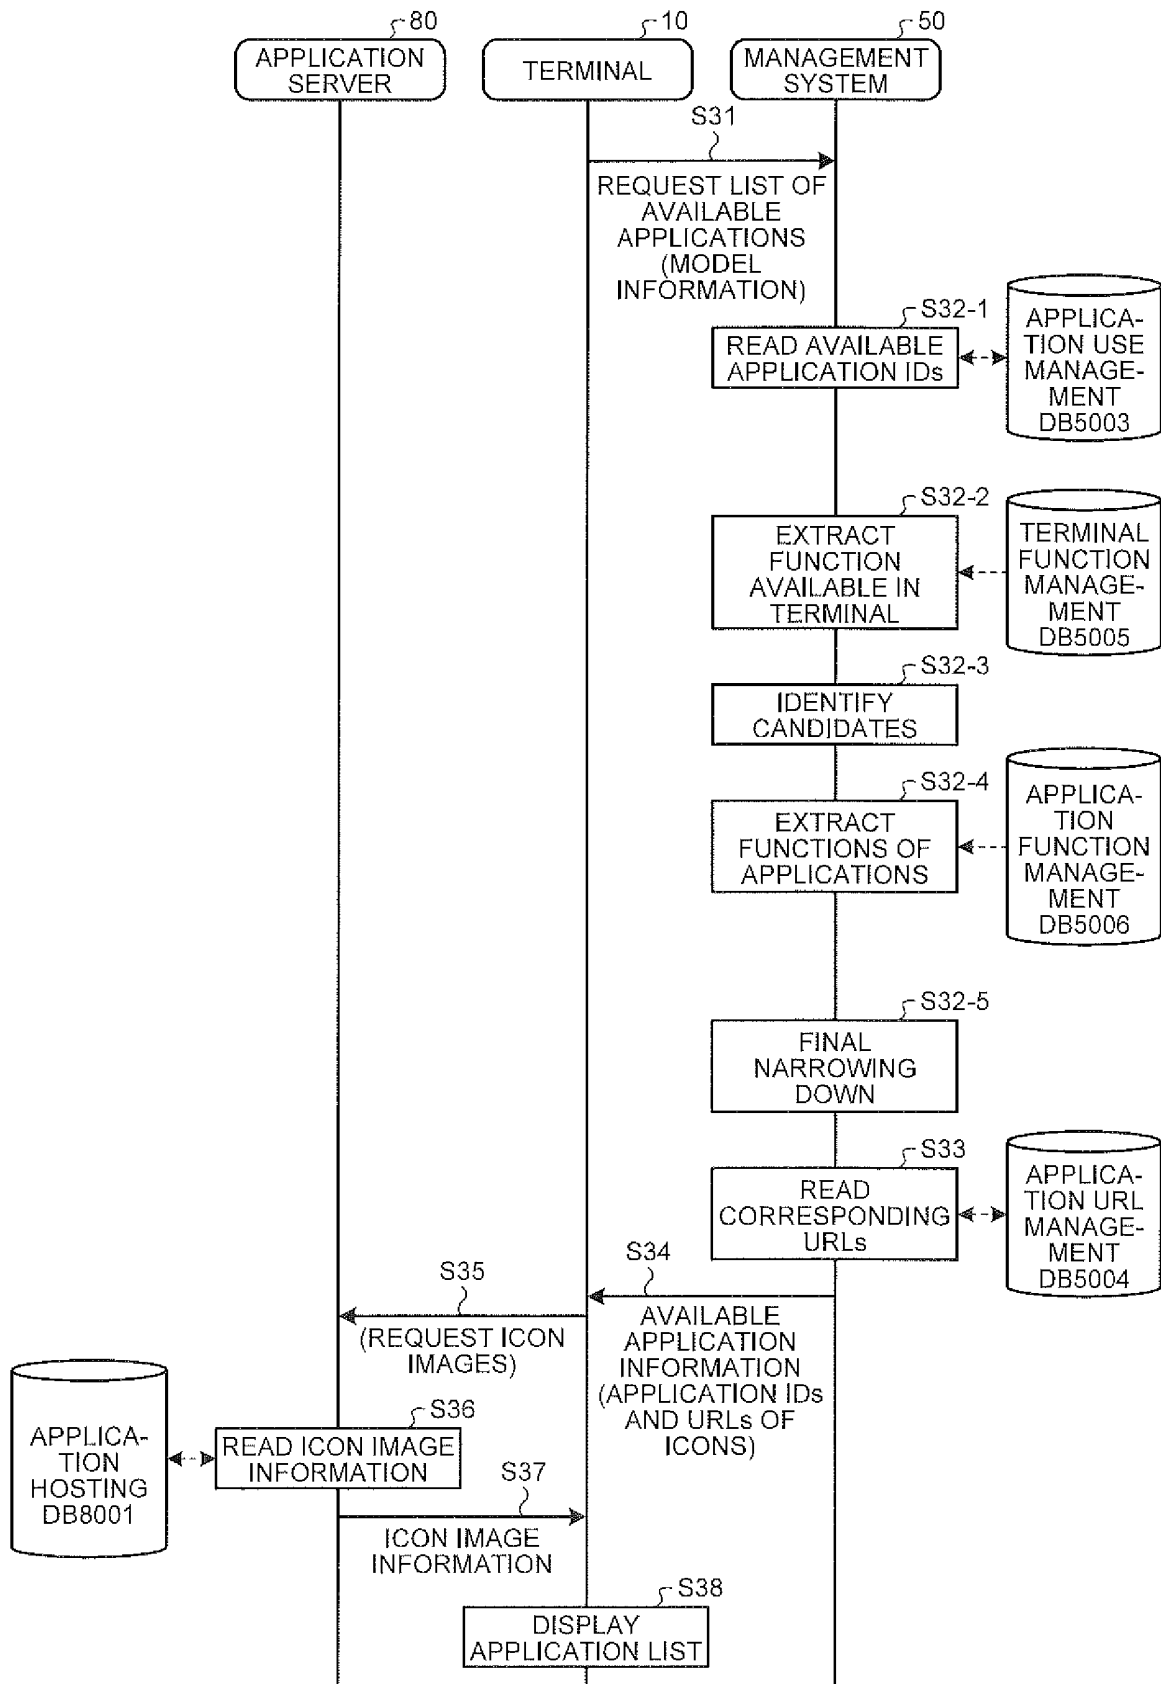 80
10
50
APPLICATION
SERVER
TERMINAL
MANAGEMENT
SYSTEM
S31
REQUEST LIST OF
AVAILABLE
APPLICATIONS
(MODEL
INFORMATION)
S32-1
READ AVAILABLE
APPLICATION IDs
APPLICA-
TION USE
MANAGE-
MENT
DB5003
S32-2
EXTRACT
FUNCTION
AVAILABLE IN
TERMINAL
TERMINAL
FUNCTION
MANAGE-
MENT
DB5005
S32-3
IDENTIFY
CANDIDATES
S32-4
EXTRACT
FUNCTIONS OF
APPLICATIONS
APPLICA-
TION
FUNCTION
MANAGE-
MENT
DB5006
S32-5
FINAL
NARROWING
DOWN
S33
READ
CORRESPONDING
URLs
APPLICA-
TION URL
MANAGE-
MENT
DB5004
S34
AVAILABLE
APPLICATION
INFORMATION
(APPLICATION IDs
AND URLs OF
ICONS)
S35
(REQUEST ICON
IMAGES)
S36
READ ICON IMAGE
INFORMATION
APPLICA-
TION
HOSTING
DB8001
S37
ICON IMAGE
INFORMATION
S38
DISPLAY
APPLICATION LIST